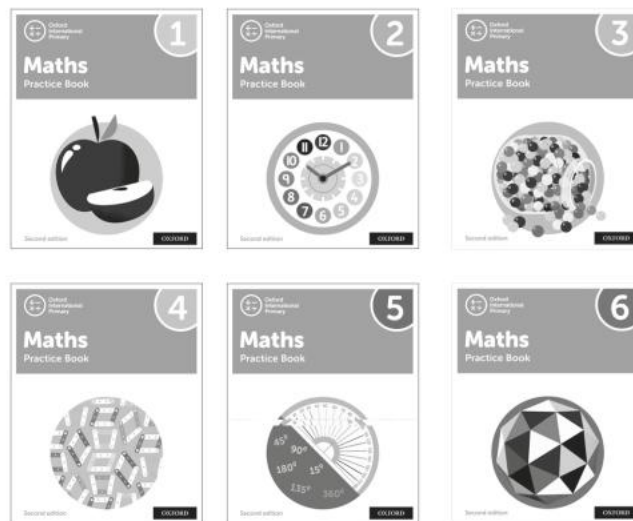 Oxford
International
Primary
1
Maths
Practice Book
12
1
2
3
4
5
6
7
8
9
10
11
Second edition
OXFORD
Oxford
International
Primary
2
Maths
Practice Book
Second edition
OXFORD
Oxford
International
Primary
3
Maths
Practice Book
Second edition
OXFORD
Oxford
International
Primary
4
Maths
Practice Book
Second edition
OXFORD
Oxford
International
Primary
5
Maths
Practice Book
45°
90°
180°
15°
135°
360°
Second edition
OXFORD
Oxford
International
Primary
6
Maths
Practice Book
Second edition
OXFORD